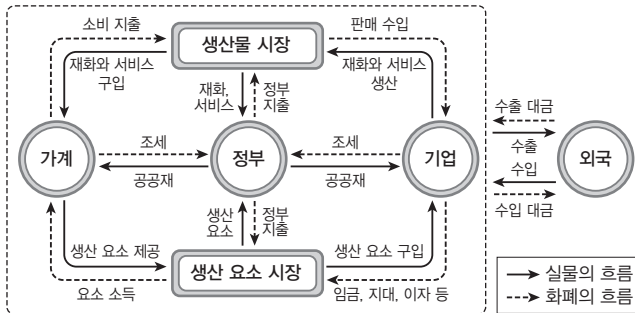 소비 지출
생산물 시장
판매 수입
재화와 서비스
구입
재화,
서비스
정부
지출
재화와 서비스
생산
가계
조세
공공재
정부
조세
공공재
기업
수출 대금
수출
수입
수입 대금
외국
생산 요소 제공
요소 소득
생산
요소
정부
지출
생산 요소 시장
생산 요소 구입
임금, 지대, 이자 등
실물의 흐름
화폐의 흐름